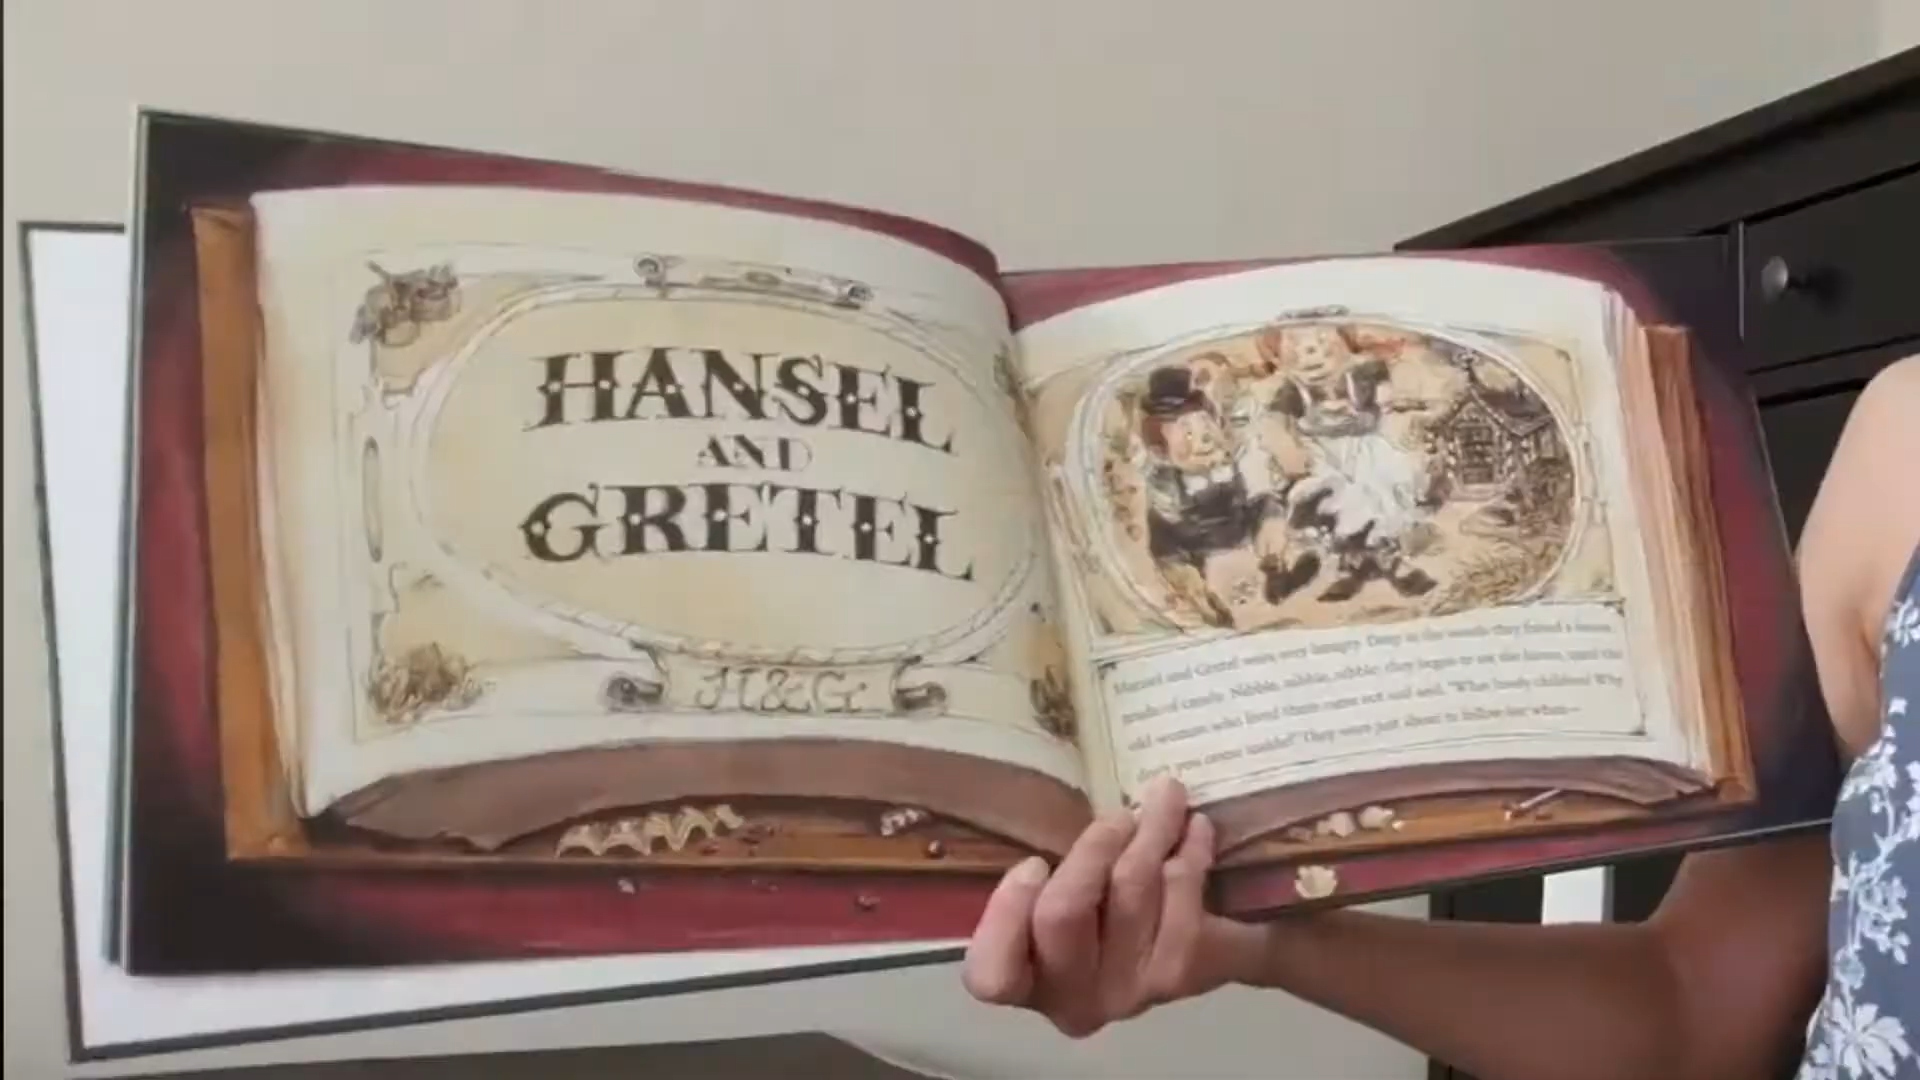 HANSEL
AND
GRETEL
H&G
Hansel and Gretel were very hungry. Deep in the woods they found a house
made of candy. Nibble, nibble, nibble: they began to eat the house, until the
old woman who lived there came out and said, "What lovely children! Why
don't you come inside?" They were just about to follow her when—